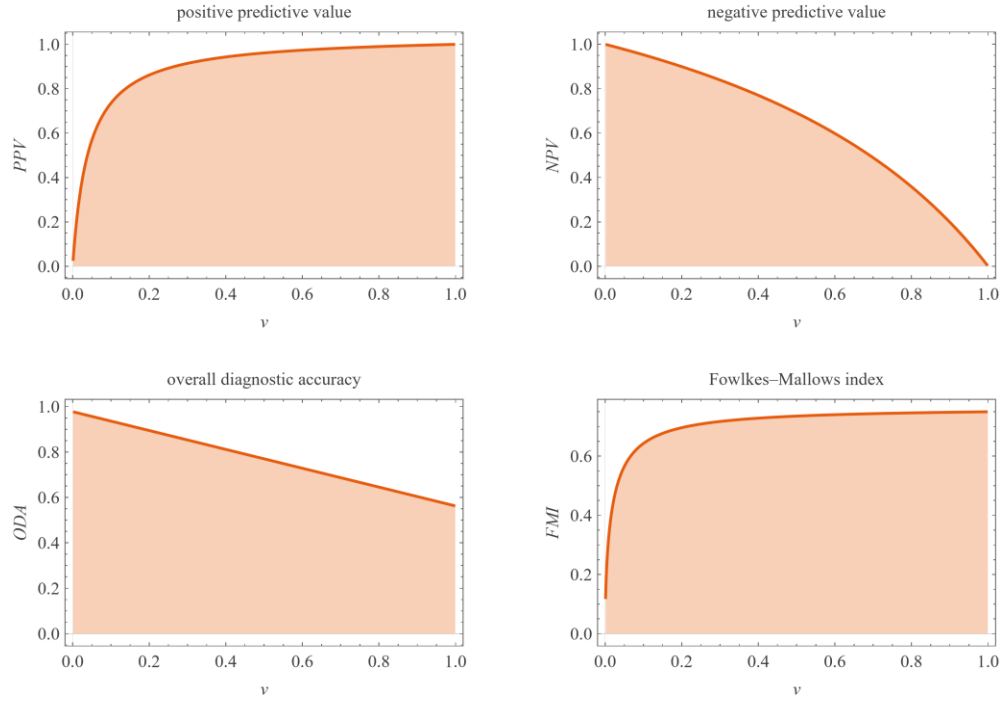 positive predictive value
1.0
0.8
0.6
0.4
0.2
0.0
PPV
0.0 0.2 0.4 0.6 0.8 1.0
v
negative predictive value
1.0
0.8
0.6
0.4
0.2
0.0
NPV
0.0 0.2 0.4 0.6 0.8 1.0
v
overall diagnostic accuracy
1.0
0.8
0.6
0.4
0.2
0.0
ODA
0.0 0.2 0.4 0.6 0.8 1.0
v
Fowlkes–Mallows index
0.6
0.4
0.2
0.0
FMI
0.0 0.2 0.4 0.6 0.8 1.0
v